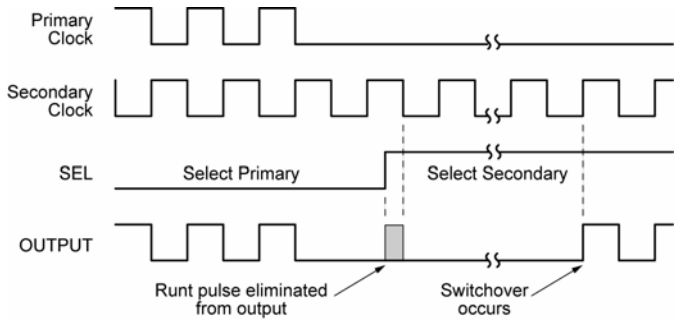 Primary
Clock
Secondary
Clock
SEL
Select Primary
Select Secondary
OUTPUT
Runt pulse eliminated
from output
Switchover
occurs